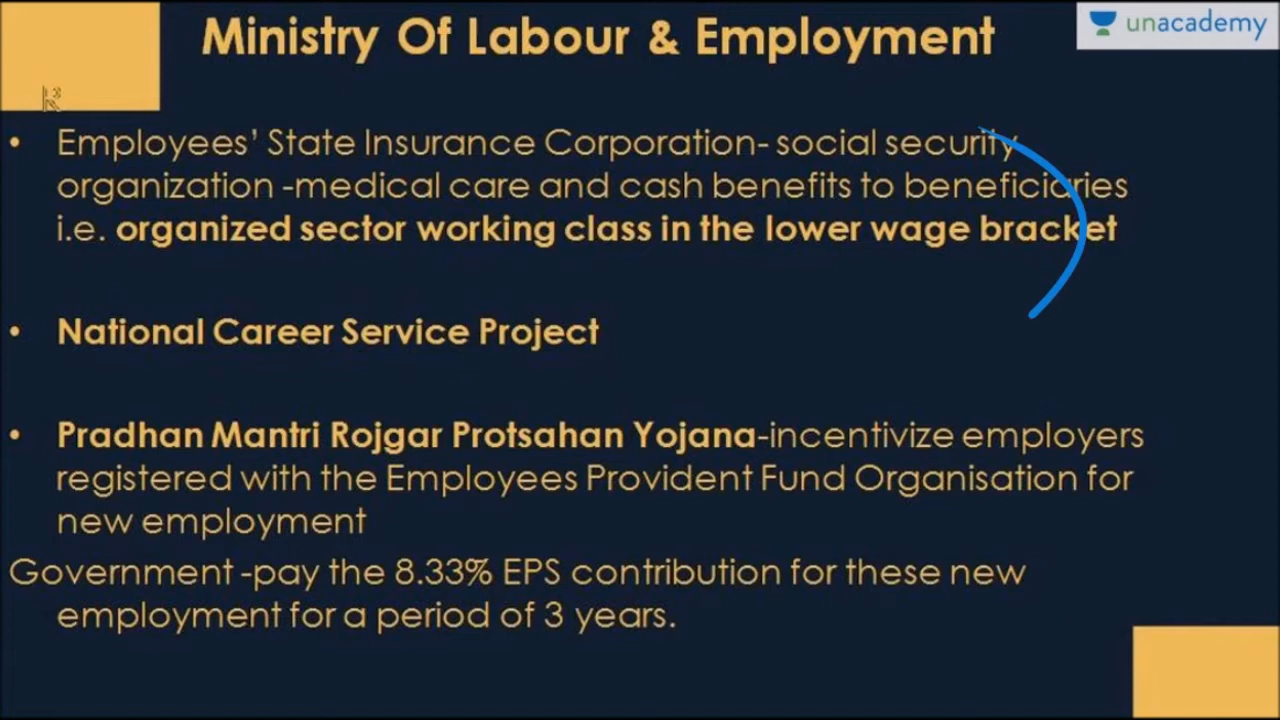 Ministry Of Labour & Employment
unacademy
• Employees' State Insurance Corporation- social security
organization -medical care and cash benefits to beneficiaries
i.e. organized sector working class in the lower wage bracket
• National Career Service Project
• Pradhan Mantri Rojgar Protsahan Yojana-incentivize employers
registered with the Employees Provident Fund Organisation for
new employment
Government -pay the 8.33% EPS contribution for these new
employment for a period of 3 years.